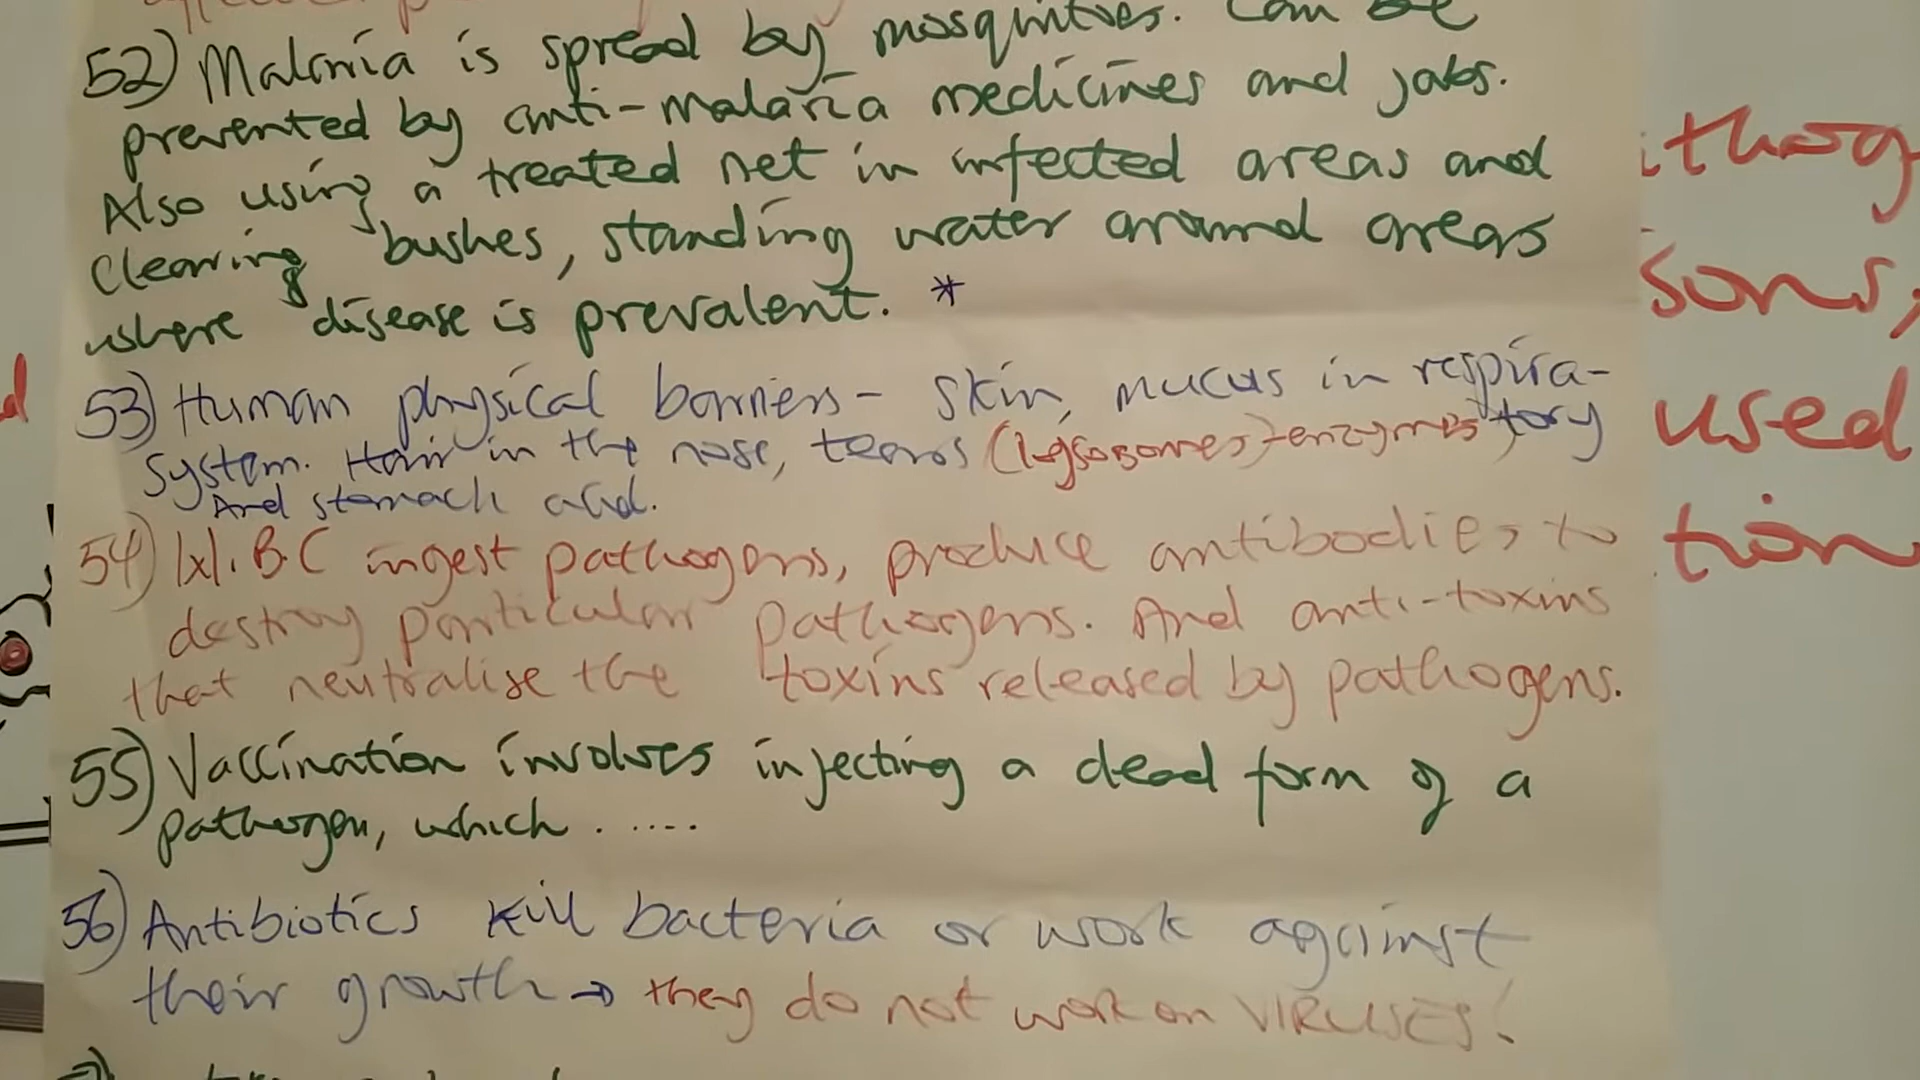 52) Malaria is spread by mosquitoes. Can be
prevented by anti-malaria medicines and jabs.
Also using a treated net in infected areas and
Clearing bushes, standing water around areas
where disease is prevalent. *
53) Human physical barriers - skin, mucus in respira-
tory
system. Hair in the nose, tears (lysosomes)-enzymes
And stomach acid.
54) W.B.C ingest pathogens, produce antibodies to
destroy particular pathogens. And anti-toxins
that neutralise the toxins released by pathogens.
55) Vaccination involves injecting a dead form of a
pathogen, which .....
56) Antibiotics kill bacteria or work against
their growth → they do not work on VIRUSES!
ithog
sons,
used
tion